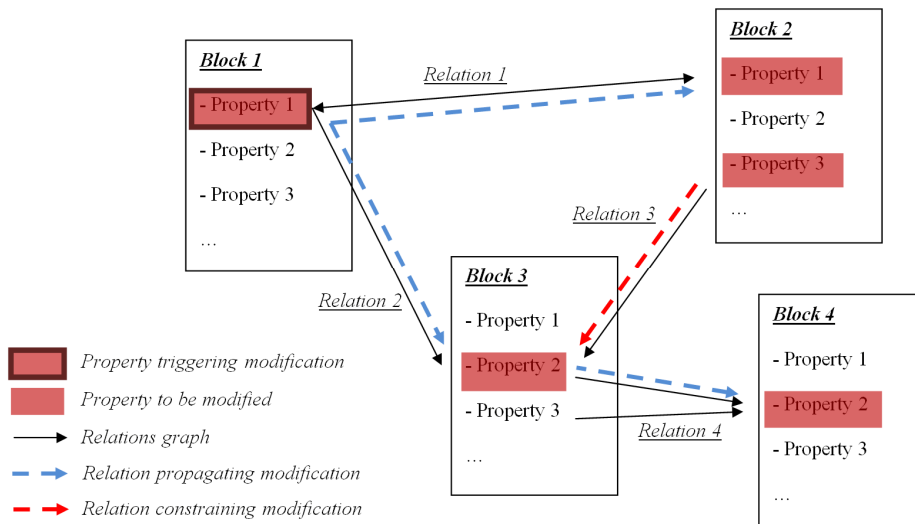 Block 1
- Property 1
- Property 2
- Property 3
...
Relation 1
Block 2
- Property 1
- Property 2
- Property 3
...
Relation 3
Relation 2
Block 3
- Property 1
- Property 2
- Property 3
...
Relation 4
Block 4
- Property 1
- Property 2
- Property 3
...
Property triggering modification
Property to be modified
Relations graph
Relation propagating modification
Relation constraining modification